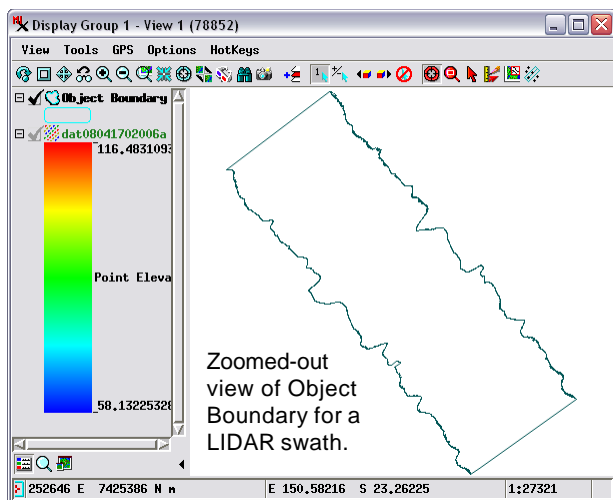 Display Group 1 - View 1 (78852)
View Tools GPS Options HotKeys
Object Boundary
dat08041702006a
116.4831093
Point Eleva
58.13225328
Zoomed-out
view of Object
Boundary for a
LIDAR swath.
252646 E 7425386 N m E 150.58216 S 23.26225 1:27321